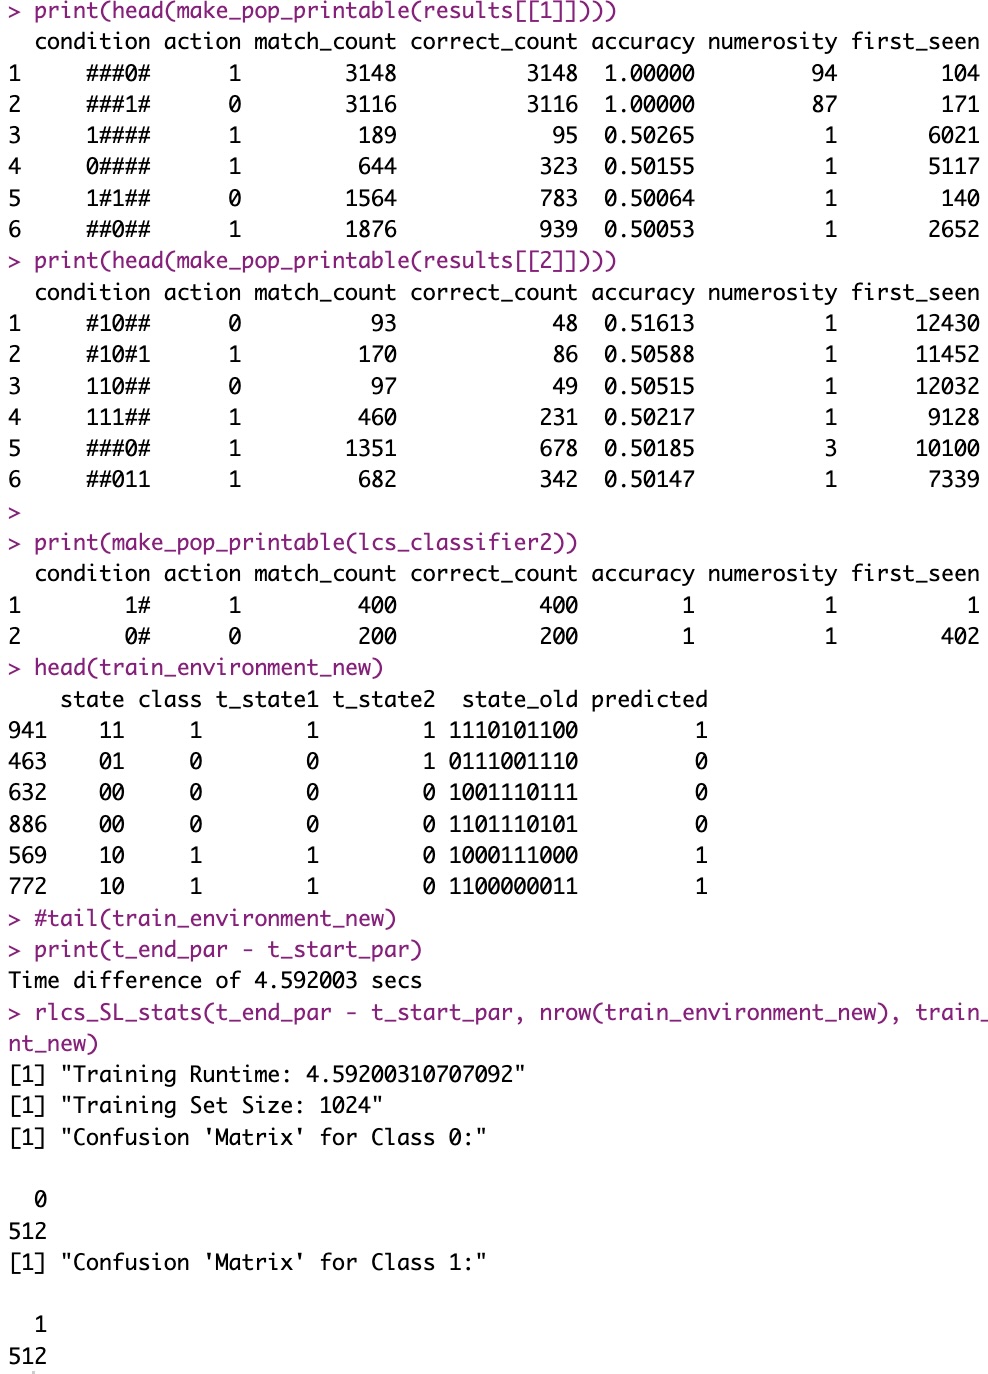 > print(head(make_pop_printable(results[[1]])))
  condition action match_count correct_count accuracy numerosity first_seen
1     ###0#      1        3148          3148  1.00000         94        104
2     ###1#      0        3116          3116  1.00000         87        171
3     1####      1         189            95  0.50265          1       6021
4     0####      1         644           323  0.50155          1       5117
5     1#1##      0        1564           783  0.50064          1        140
6     ##0##      1        1876           939  0.50053          1       2652
> print(head(make_pop_printable(results[[2]])))
  condition action match_count correct_count accuracy numerosity first_seen
1     #10##      0          93            48  0.51613          1      12430
2     #10#1      1         170            86  0.50588          1      11452
3     110##      0          97            49  0.50515          1      12032
4     111##      1         460           231  0.50217          1       9128
5     ###0#      1        1351           678  0.50185          3      10100
6     ##011      1         682           342  0.50147          1       7339
>
> print(make_pop_printable(lcs_classifier2))
  condition action match_count correct_count accuracy numerosity first_seen
1        1#      1         400           400        1          1          1
2        0#      0         200           200        1          1        402
> head(train_environment_new)
    state class t_state1 t_state2  state_old predicted
941    11     1        1        1 1110101100         1
463    01     0        0        1 0111001110         0
632    00     0        0        0 1001110111         0
886    00     0        0        0 1101110101         0
569    10     1        1        0 1000111000         1
772    10     1        1        0 1100000011         1
> #tail(train_environment_new)
> print(t_end_par - t_start_par)
Time difference of 4.592003 secs
> rlcs_SL_stats(t_end_par - t_start_par, nrow(train_environment_new), train_
nt_new)
[1] "Training Runtime: 4.59200310707092"
[1] "Training Set Size: 1024"
[1] "Confusion 'Matrix' for Class 0:"
  0
512
[1] "Confusion 'Matrix' for Class 1:"
  1
512